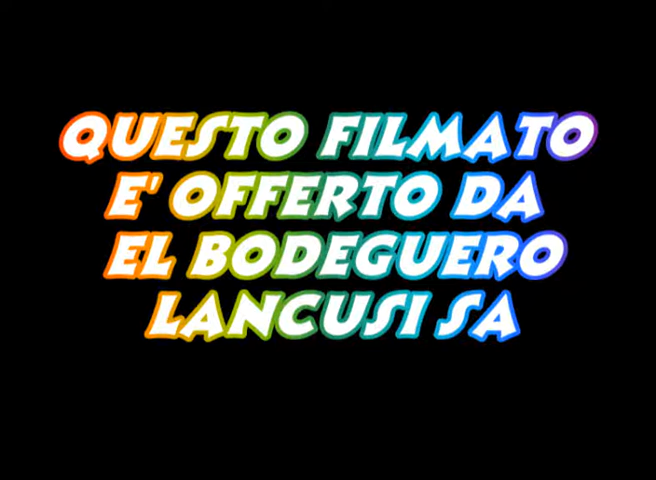 QUESTO FILMATO
E' OFFERTO DA
EL BODEGUERO
LANCUSI SA